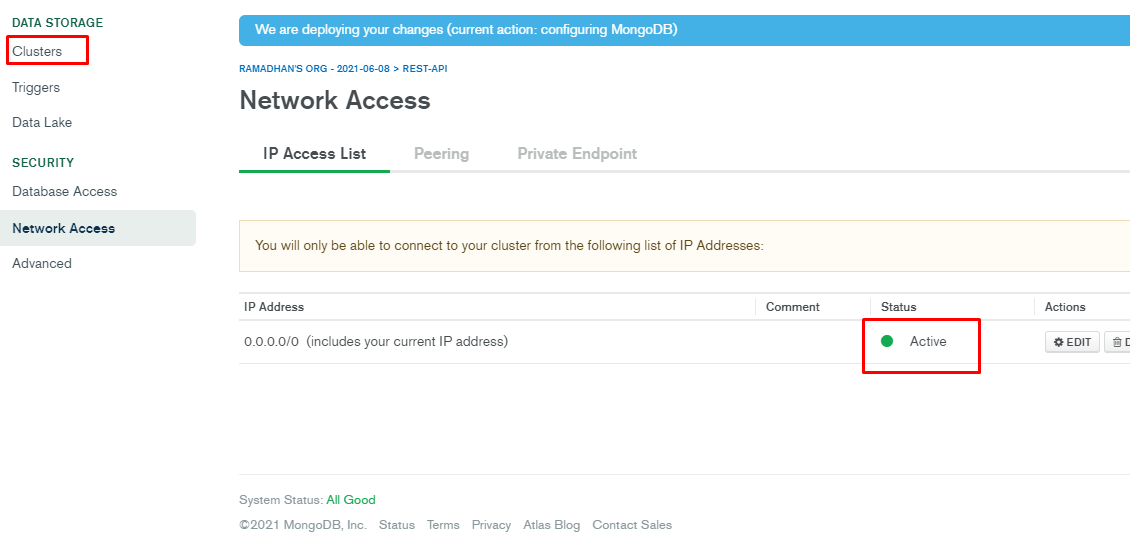 DATA STORAGE
Clusters
Triggers
Data Lake
SECURITY
Database Access
Network Access
Advanced
We are deploying your changes (current action: configuring MongoDB)
RAMADHAN'S ORG - 2021-06-08 > REST-API
Network Access
IP Access List Peering Private Endpoint
You will only be able to connect to your cluster from the following list of IP Addresses:
IP Address Comment Status Actions
0.0.0.0/0 (includes your current IP address) Active EDIT D
System Status: All Good
©2021 MongoDB, Inc. Status Terms Privacy Atlas Blog Contact Sales